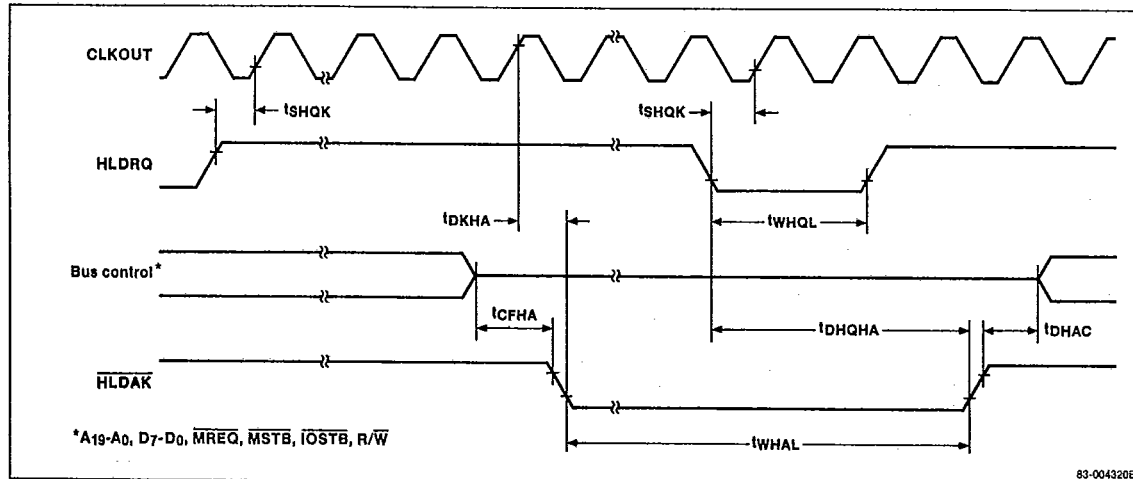 CLKOUT
tSHQK
tSHQK
HLDRQ
tDKHA
tWHQL
Bus control*
tCFHA
tDHQHA
tDHAC
HLDAK
tWHAL
*A19-A0, D7-D0, MREQ, MSTB, IOSTB, R/W
83-004320B